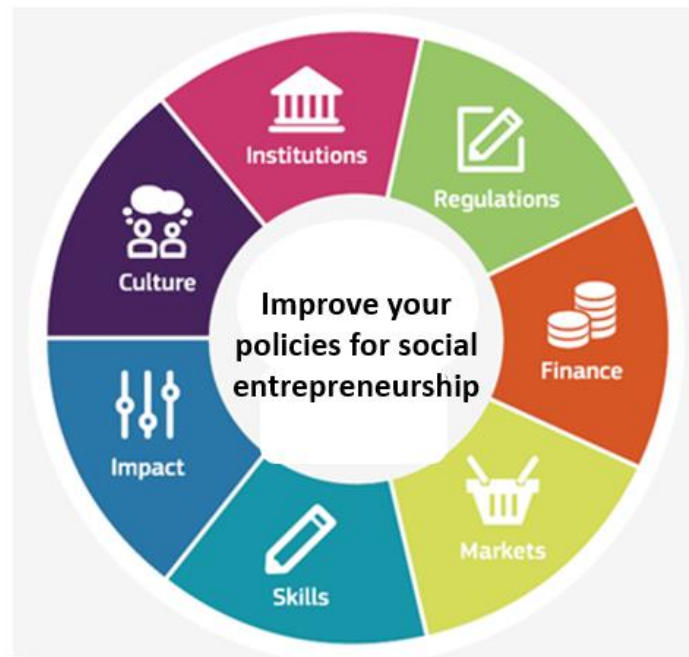 Institutions
Regulations
Culture
Improve your
policies for social
entrepreneurship
Finance
Impact
Markets
Skills